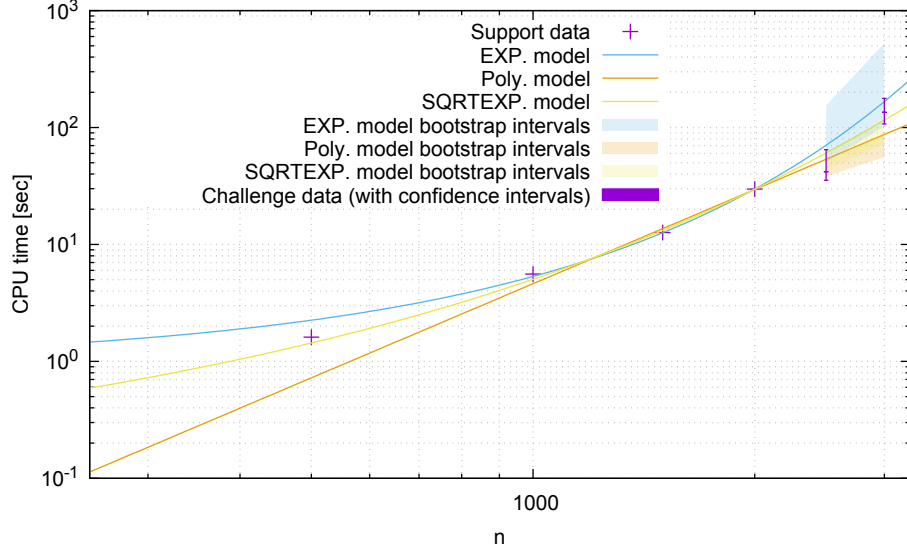 10^3
10^2
10^1
10^0
10^-1
CPU time [sec]
Support data
EXP. model
Poly. model
SQRTEXP. model
EXP. model bootstrap intervals
Poly. model bootstrap intervals
SQRTEXP. model bootstrap intervals
Challenge data (with confidence intervals)
1000
n